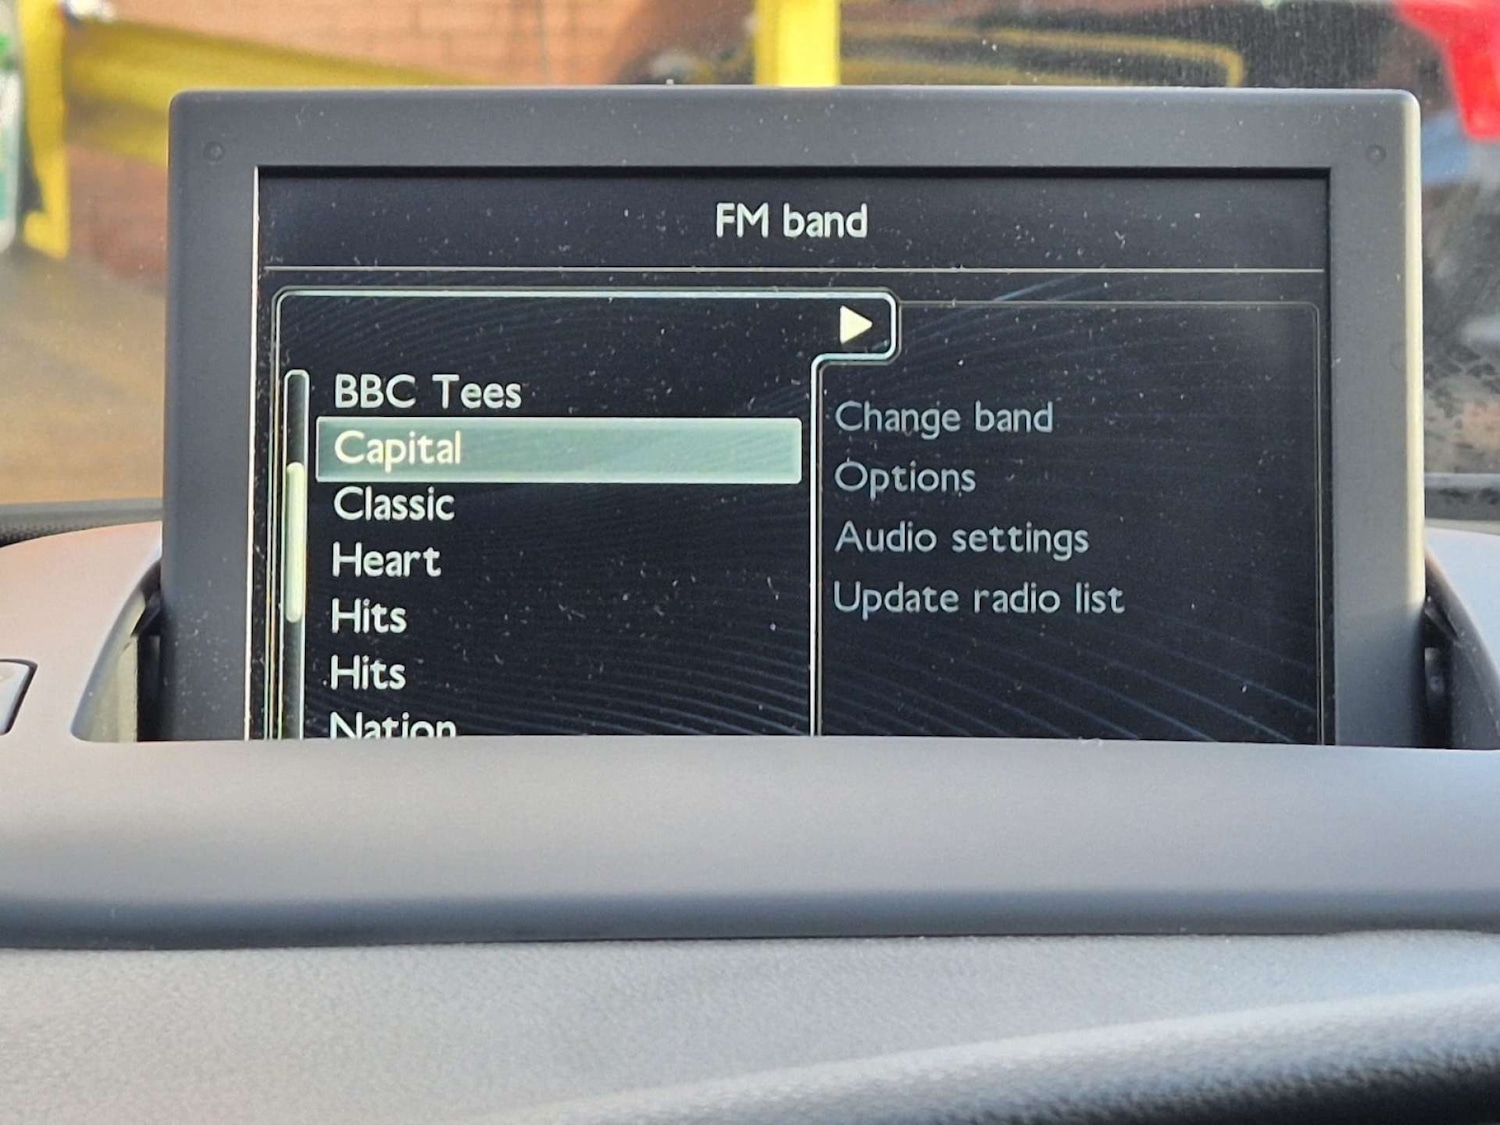 FM band
BBC Tees
Capital
Classic
Heart
Hits
Hits
Nation
Change band
Options
Audio settings
Update radio list